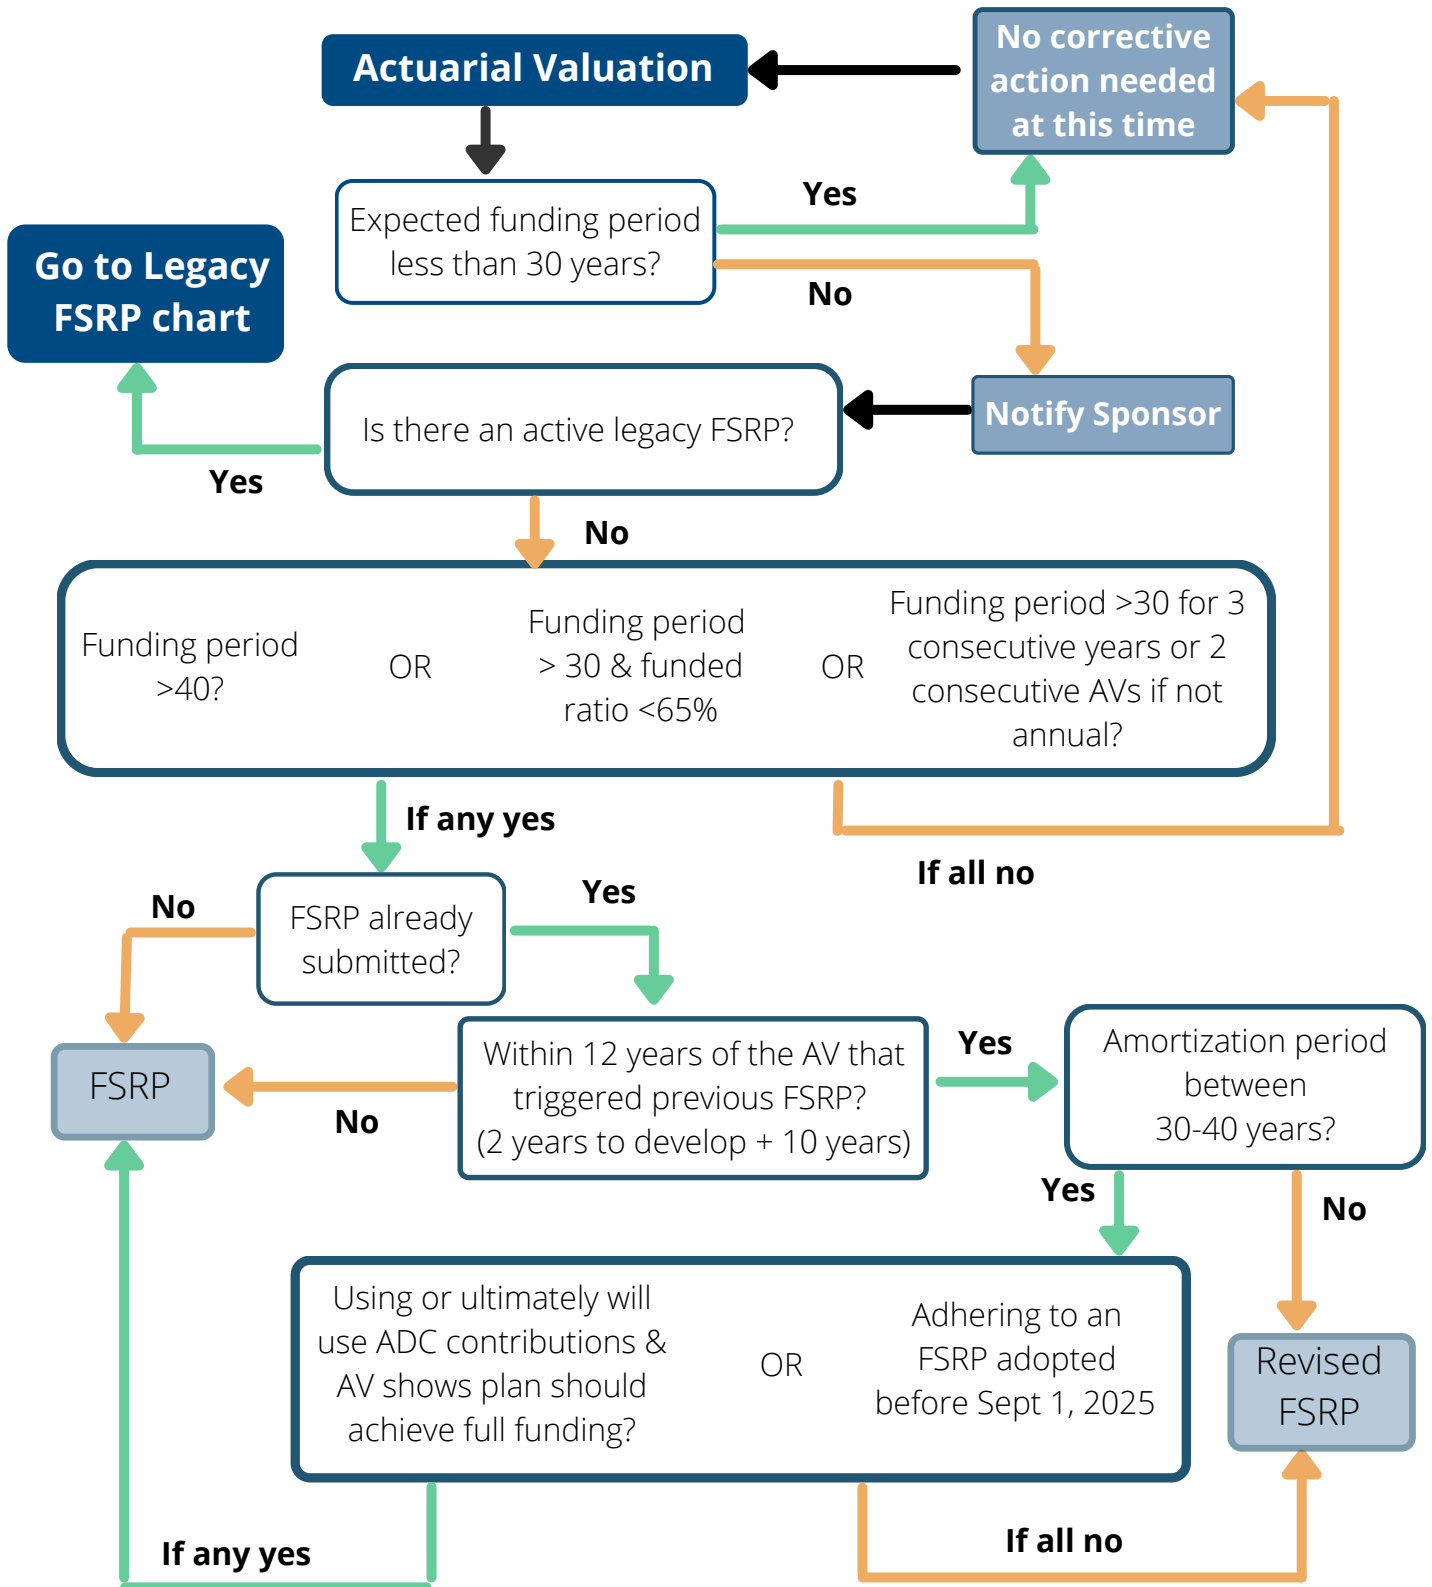 Actuarial Valuation
No corrective
action needed
at this time
Expected funding period
less than 30 years?
Yes
No
Go to Legacy
FSRP chart
Is there an active legacy FSRP?
Notify Sponsor
Yes
No
Funding period
>40?
OR
Funding period
> 30 & funded
ratio <65%
OR
Funding period >30 for 3
consecutive years or 2
consecutive AVs if not
annual?
If any yes
If all no
FSRP already
submitted?
No
Yes
FSRP
Within 12 years of the AV that
triggered previous FSRP?
(2 years to develop + 10 years)
No
Yes
Amortization period
between
30-40 years?
Yes
No
Using or ultimately will
use ADC contributions &
AV shows plan should
achieve full funding?
OR
Adhering to an
FSRP adopted
before Sept 1, 2025
Revised
FSRP
If any yes
If all no